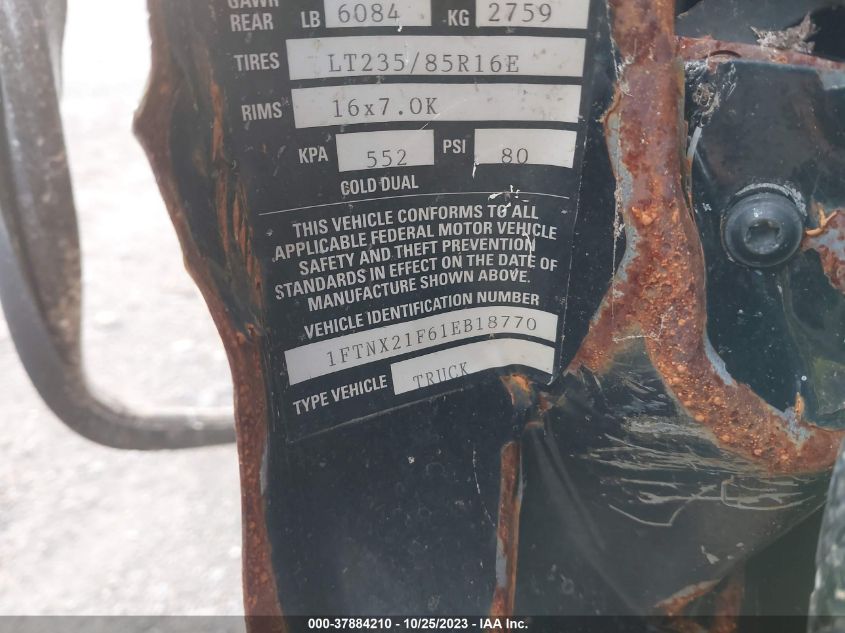 GAWR
REAR LB 6084 KG 2759
TIRES LT235/85R16E
RIMS 16x7.0K
KPA 552 PSI 80
COLD DUAL
THIS VEHICLE CONFORMS TO ALL
APPLICABLE FEDERAL MOTOR VEHICLE
SAFETY AND THEFT PREVENTION
STANDARDS IN EFFECT ON THE DATE OF
MANUFACTURE SHOWN ABOVE.
VEHICLE IDENTIFICATION NUMBER
1FTNX21F61EB18770
TYPE VEHICLE TRUCK
000-37884210 - 10/25/2023 - IAA Inc.